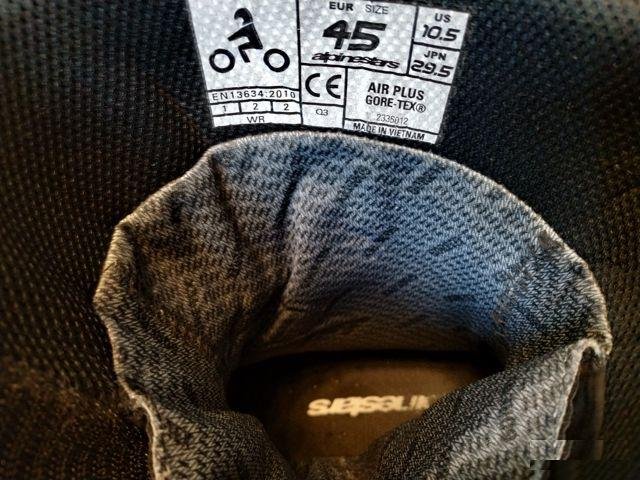 EUR SIZE
45
alpinestars
US
10.5
JPN
29.5
EN13634:2010
1 2 2
WR
CE
03
AIR PLUS
GORE-TEX®
2335012
MADE IN VIETNAM